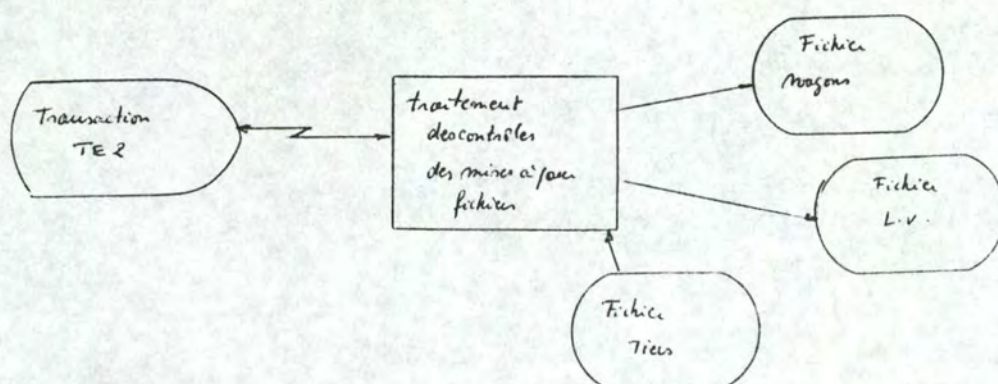 Transaction
TE 2
traitement
des contrôles
des mises à jour
fichiers
Fichier
wagons
Fichier
L.V.
Fichier
Tiers